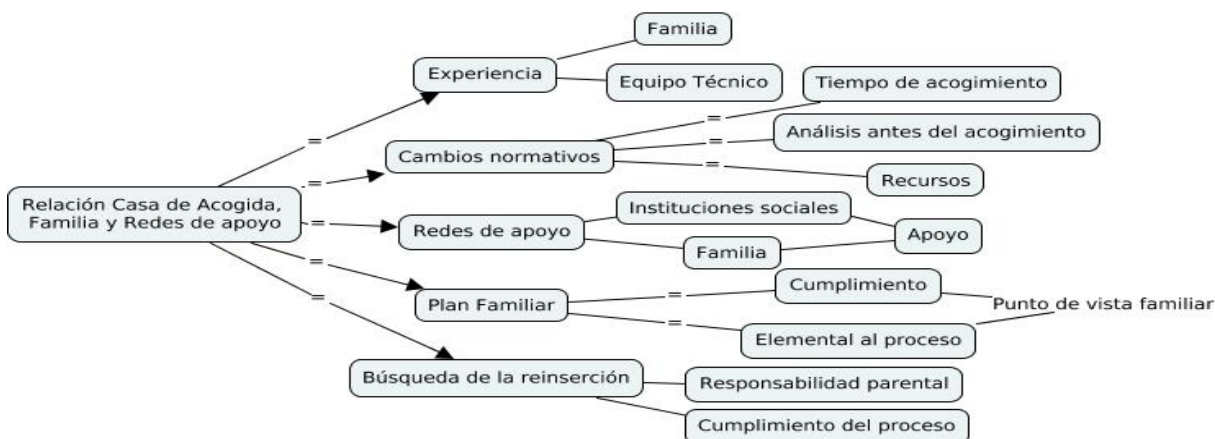 Familia
Experiencia
Equipo Técnico
Tiempo de acogimiento
=
=
Análisis antes del acogimiento
=
=
Cambios normativos
=
Recursos
=
Relación Casa de Acogida,
Familia y Redes de apoyo
=
Redes de apoyo
Instituciones sociales
Familia
Apoyo
=
Plan Familiar
=
Cumplimiento
Punto de vista familiar
=
Elemental al proceso
=
Búsqueda de la reinserción
Responsabilidad parental
Cumplimiento del proceso